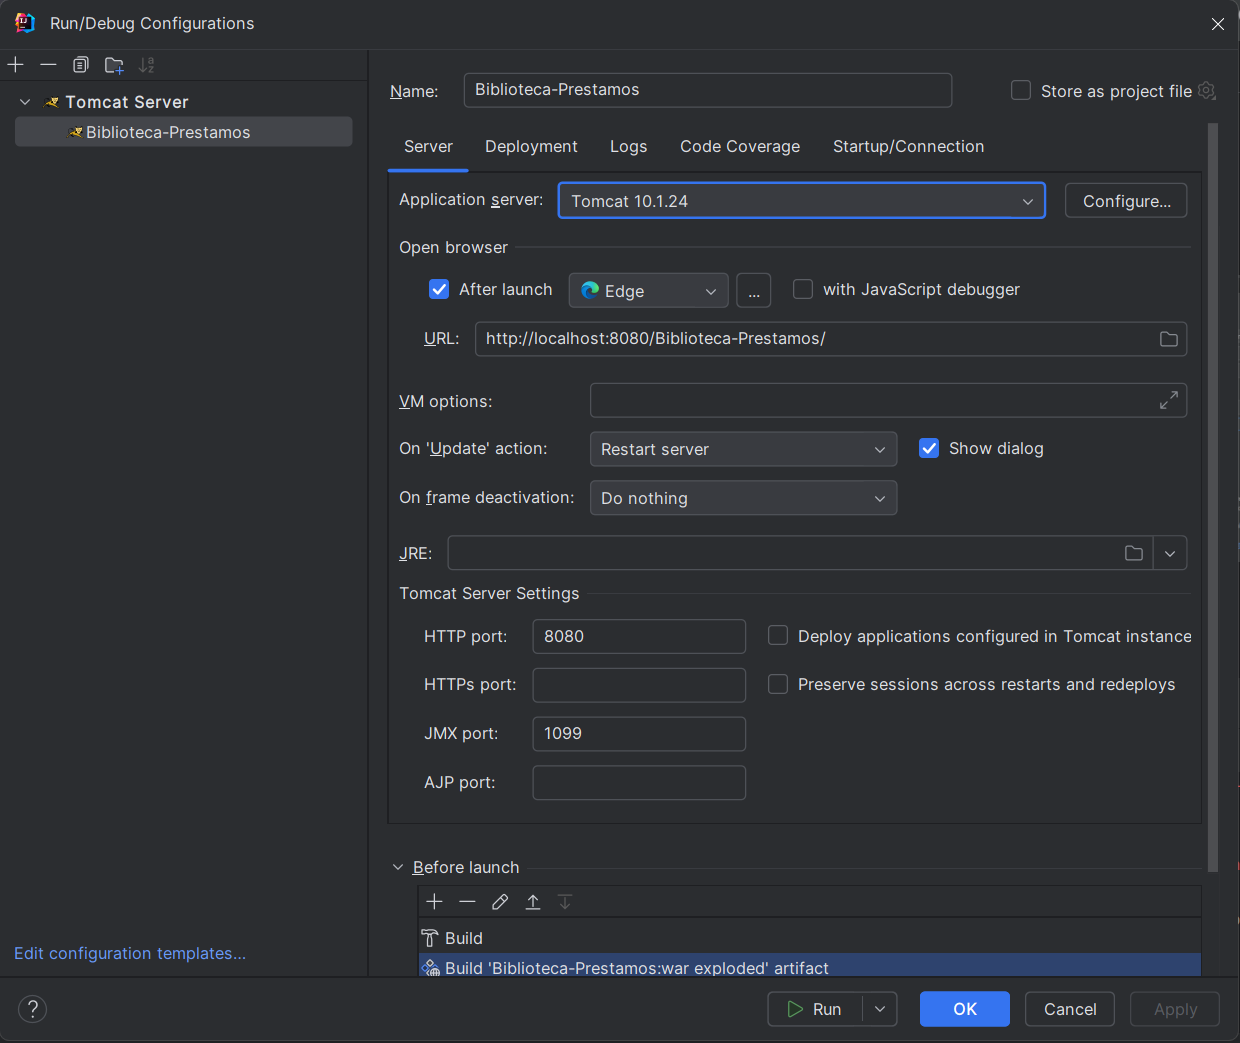 Run/Debug Configurations
Tomcat Server
Biblioteca-Prestamos
Name: Biblioteca-Prestamos Store as project file
Server Deployment Logs Code Coverage Startup/Connection
Application server: Tomcat 10.1.24 Configure...
Open browser
After launch Edge ... with JavaScript debugger
URL: http://localhost:8080/Biblioteca-Prestamos/
VM options:
On 'Update' action: Restart server Show dialog
On frame deactivation: Do nothing
JRE:
Tomcat Server Settings
HTTP port: 8080 Deploy applications configured in Tomcat instance
HTTPs port: Preserve sessions across restarts and redeploys
JMX port: 1099
AJP port:
Before launch
Build
Build 'Biblioteca-Prestamos:war exploded' artifact
Edit configuration templates...
? Run OK Cancel Apply